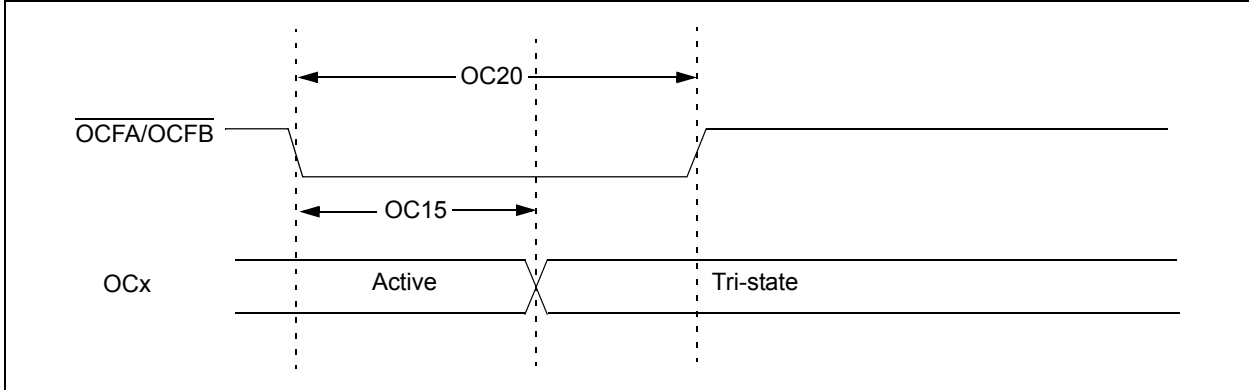 OC20
OCFA/OCFB
OC15
OCx
Active
Tri-state